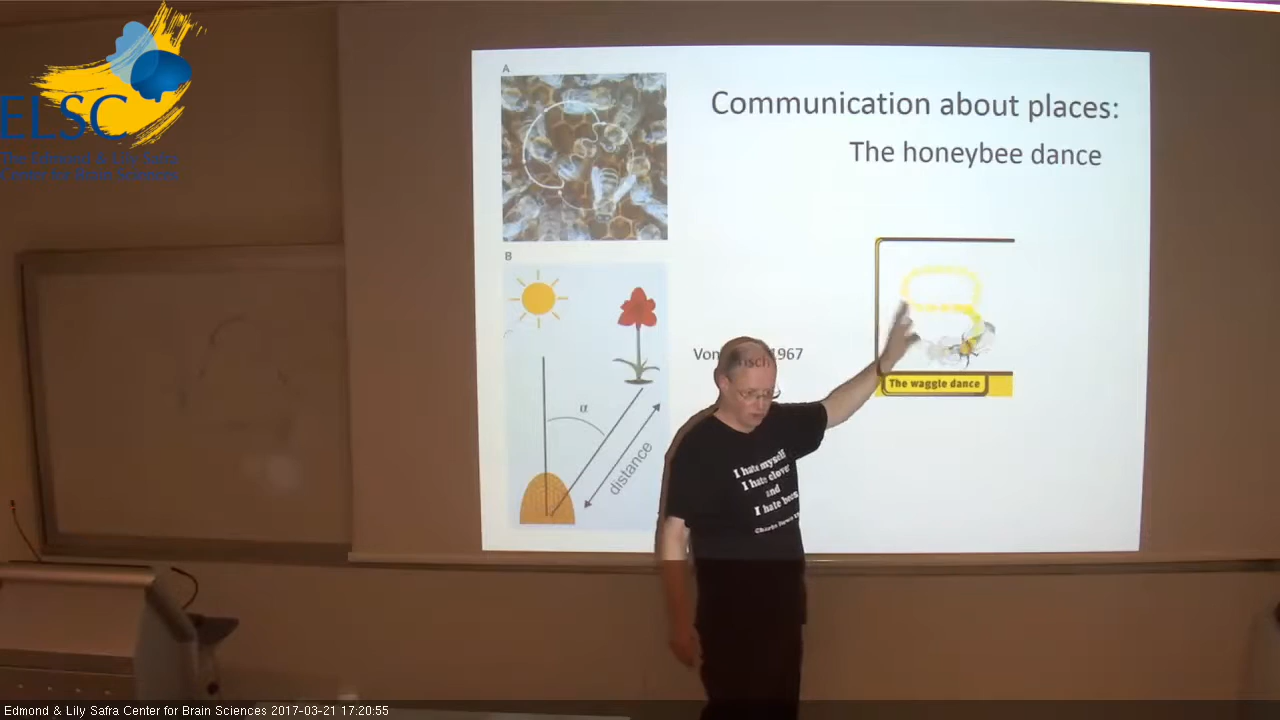 ELSC
The Edmond & Lily Safra
Center for Brain Sciences
A
Communication about places:
The honeybee dance
B
α
distance
1967
The waggle dance
I hate myself
I hate clover
and
I hate bees
Edmond & Lily Safra Center for Brain Sciences 2017-03-21 17:20:55